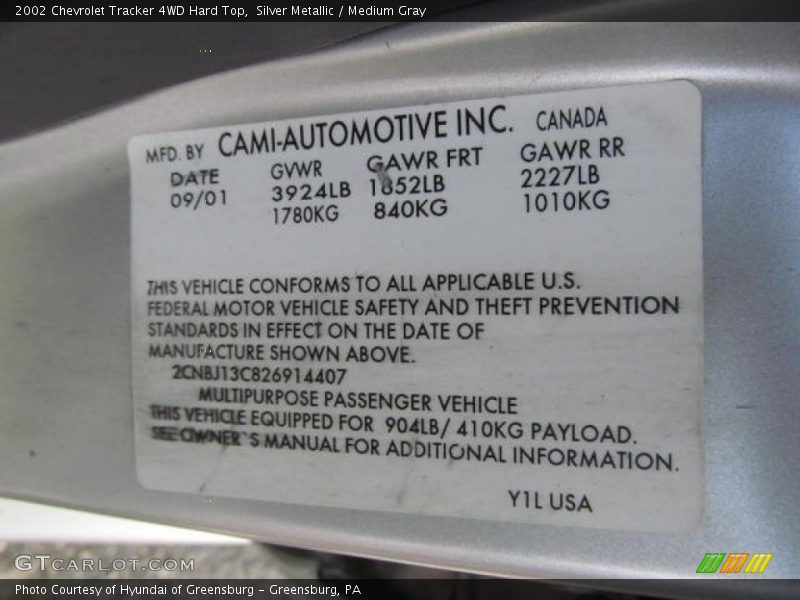 2002 Chevrolet Tracker 4WD Hard Top,  Silver Metallic / Medium Gray
MFD. BY CAMI-AUTOMOTIVE INC. CANADA
DATE GVWR GAWR FRT GAWR RR
09/01 3924LB 1852LB 2227LB
1780KG 840KG 1010KG
THIS VEHICLE CONFORMS TO ALL APPLICABLE U.S.
FEDERAL MOTOR VEHICLE SAFETY AND THEFT PREVENTION
STANDARDS IN EFFECT ON THE DATE OF
MANUFACTURE SHOWN ABOVE.
2CNBJ13C826914407
MULTIPURPOSE PASSENGER VEHICLE
THIS VEHICLE EQUIPPED FOR 904LB/ 410KG PAYLOAD.
SEE OWNER`S MANUAL FOR ADDITIONAL INFORMATION.
Y1L USA
GTCARLOT.COM
Photo Courtesy of Hyundai of Greensburg - Greensburg, PA